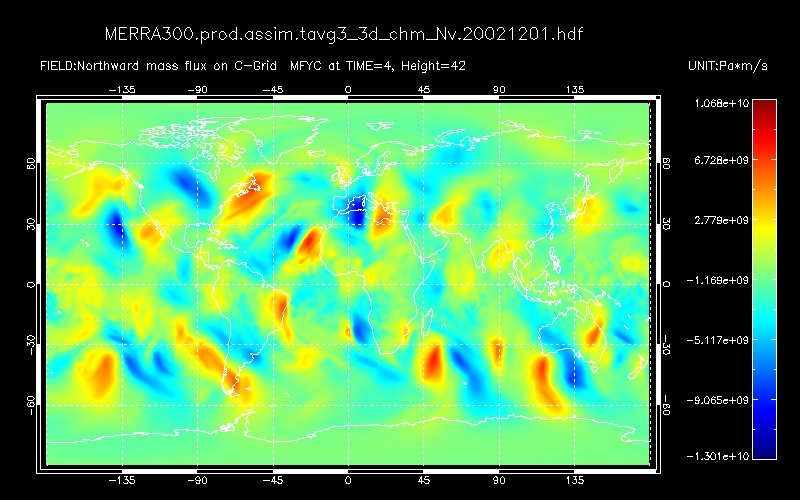 MERRA300.prod.assim.tavg3_3d_chm_Nv.20021201.hdf
FIELD:Northward mass flux on C-Grid MFYC at TIME=4, Height=42 UNIT:Pa*m/s
-135 -90 -45 0 45 90 135
1.068e+10
60 60 6.728e+09
30 30 2.779e+09
0 0 -1.169e+09
-30 -30 -5.117e+09
-60 -60 -9.065e+09
-1.301e+10
-135 -90 -45 0 45 90 135